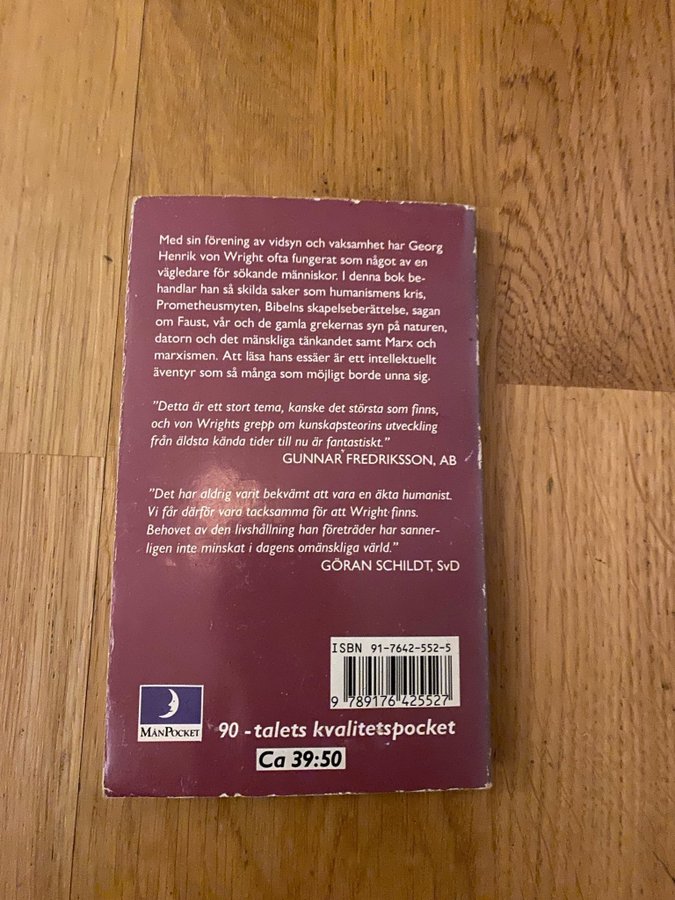 Med sin förening av vidsyn och vaksamhet har Georg
Henrik von Wright ofta fungerat som något av en
vägledare för sökande människor. I denna bok be-
handlar han så skilda saker som humanismens kris,
Prometheusmyten, Bibelns skapelseberättelse, sagan
om Faust, vår och de gamla grekernas syn på naturen,
datorn och det mänskliga tänkandet samt Marx och
marxismen. Att läsa hans essäer är ett intellektuellt
äventyr som så många som möjligt borde unna sig.
"Detta är ett stort tema, kanske det största som finns,
och von Wrights grepp om kunskapsteorins utveckling
från äldsta kända tider till nu är fantastiskt."
GUNNAR FREDRIKSSON, AB
"Det har aldrig varit bekvämt att vara en äkta humanist.
Vi får därför vara tacksamma för att Wright finns.
Behovet av den livshållning han företräder har sanner-
ligen inte minskat i dagens omänskliga värld."
GÖRAN SCHILDT, SvD
ISBN 91-7642-552-5
9 789176 425527
MÅNPOCKET
90-talets kvalitetspocket
Ca 39:50